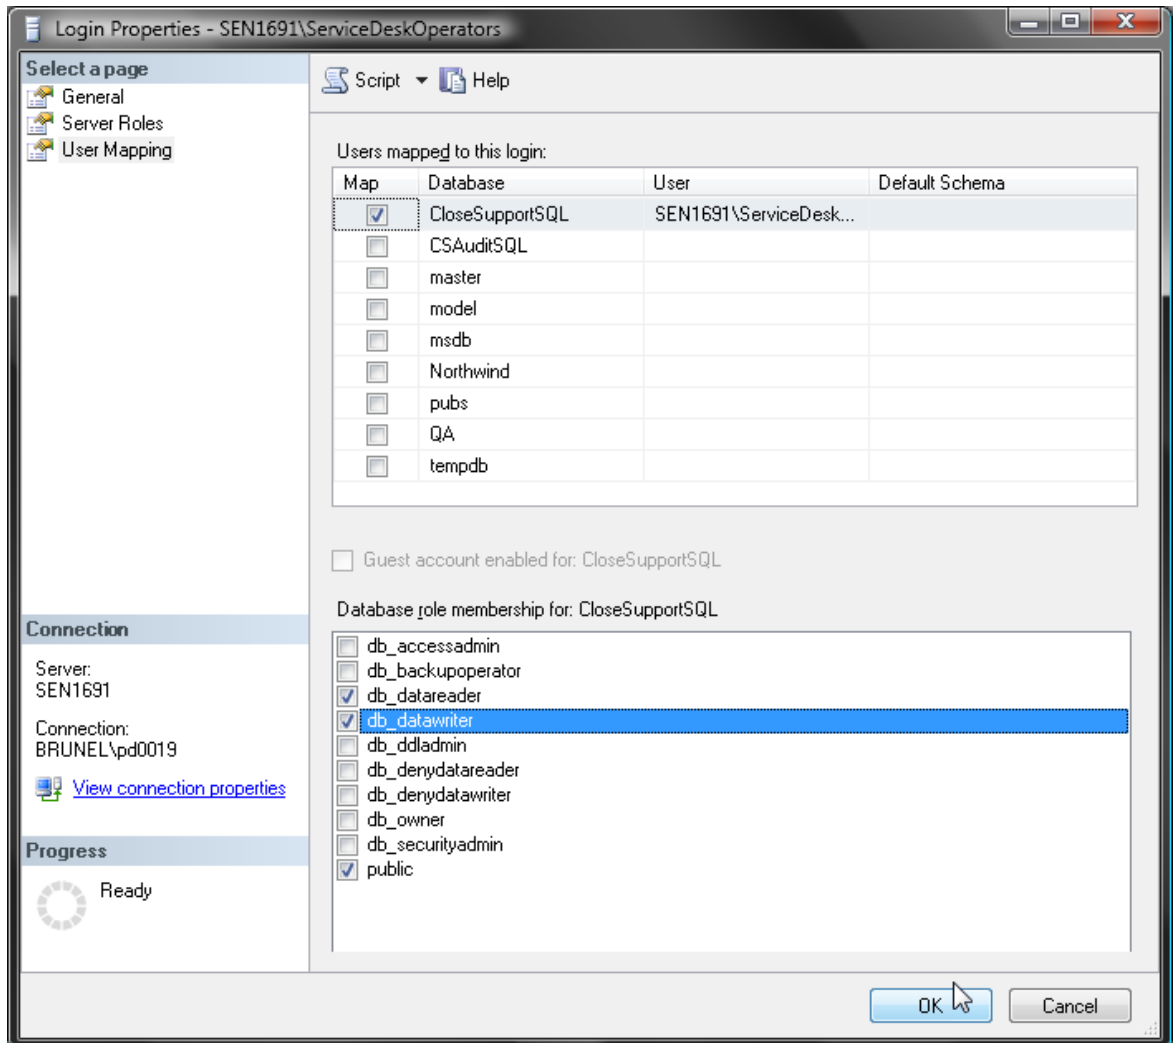 Login Properties - SEN1691\ServiceDeskOperators
Select a page
General
Server Roles
User Mapping
Script Help
Users mapped to this login:
Map Database User Default Schema
CloseSupportSQL SEN1691\ServiceDesk...
CSAuditSQL
master
model
msdb
Northwind
pubs
QA
tempdb
Guest account enabled for: CloseSupportSQL
Database role membership for: CloseSupportSQL
db_accessadmin
db_backupoperator
db_datareader
db_datawriter
db_ddladmin
db_denydatareader
db_denydatawriter
db_owner
db_securityadmin
public
Connection
Server:
SEN1691
Connection:
BRUNEL\pd0019
View connection properties
Progress
Ready
OK Cancel